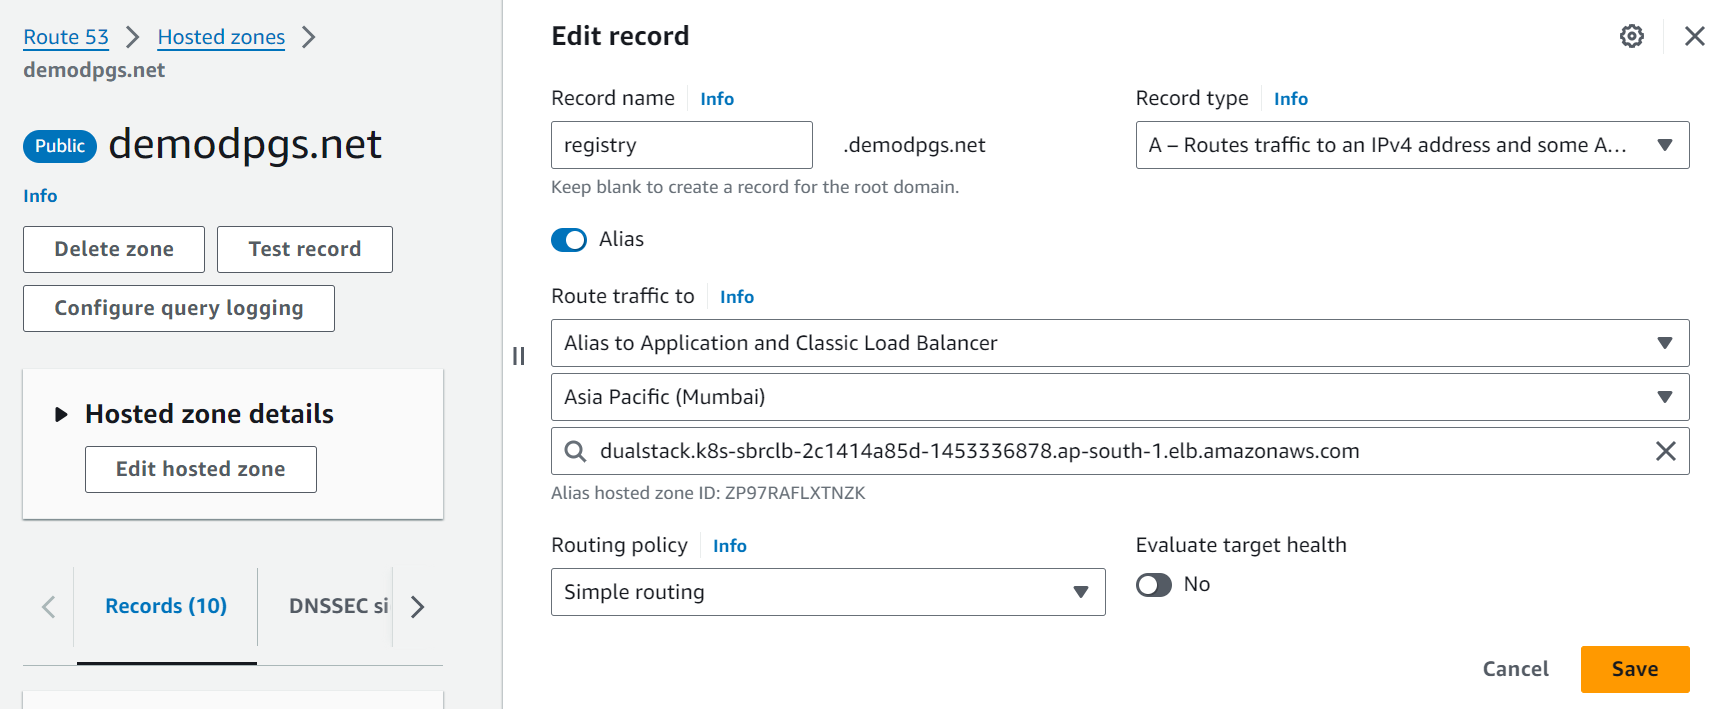 Route 53 > Hosted zones >
demodpgs.net
Public demodpgs.net
Info
Delete zone
Test record
Configure query logging
Hosted zone details
Edit hosted zone
Records (10)
DNSSEC si
Edit record
Record name Info
registry .demodpgs.net
Keep blank to create a record for the root domain.
Record type Info
A – Routes traffic to an IPv4 address and some A...
Alias
Route traffic to Info
Alias to Application and Classic Load Balancer
Asia Pacific (Mumbai)
dualstack.k8s-sbrclb-2c1414a85d-1453336878.ap-south-1.elb.amazonaws.com
Alias hosted zone ID: ZP97RAFLXTNZK
Routing policy Info
Simple routing
Evaluate target health
No
Cancel
Save